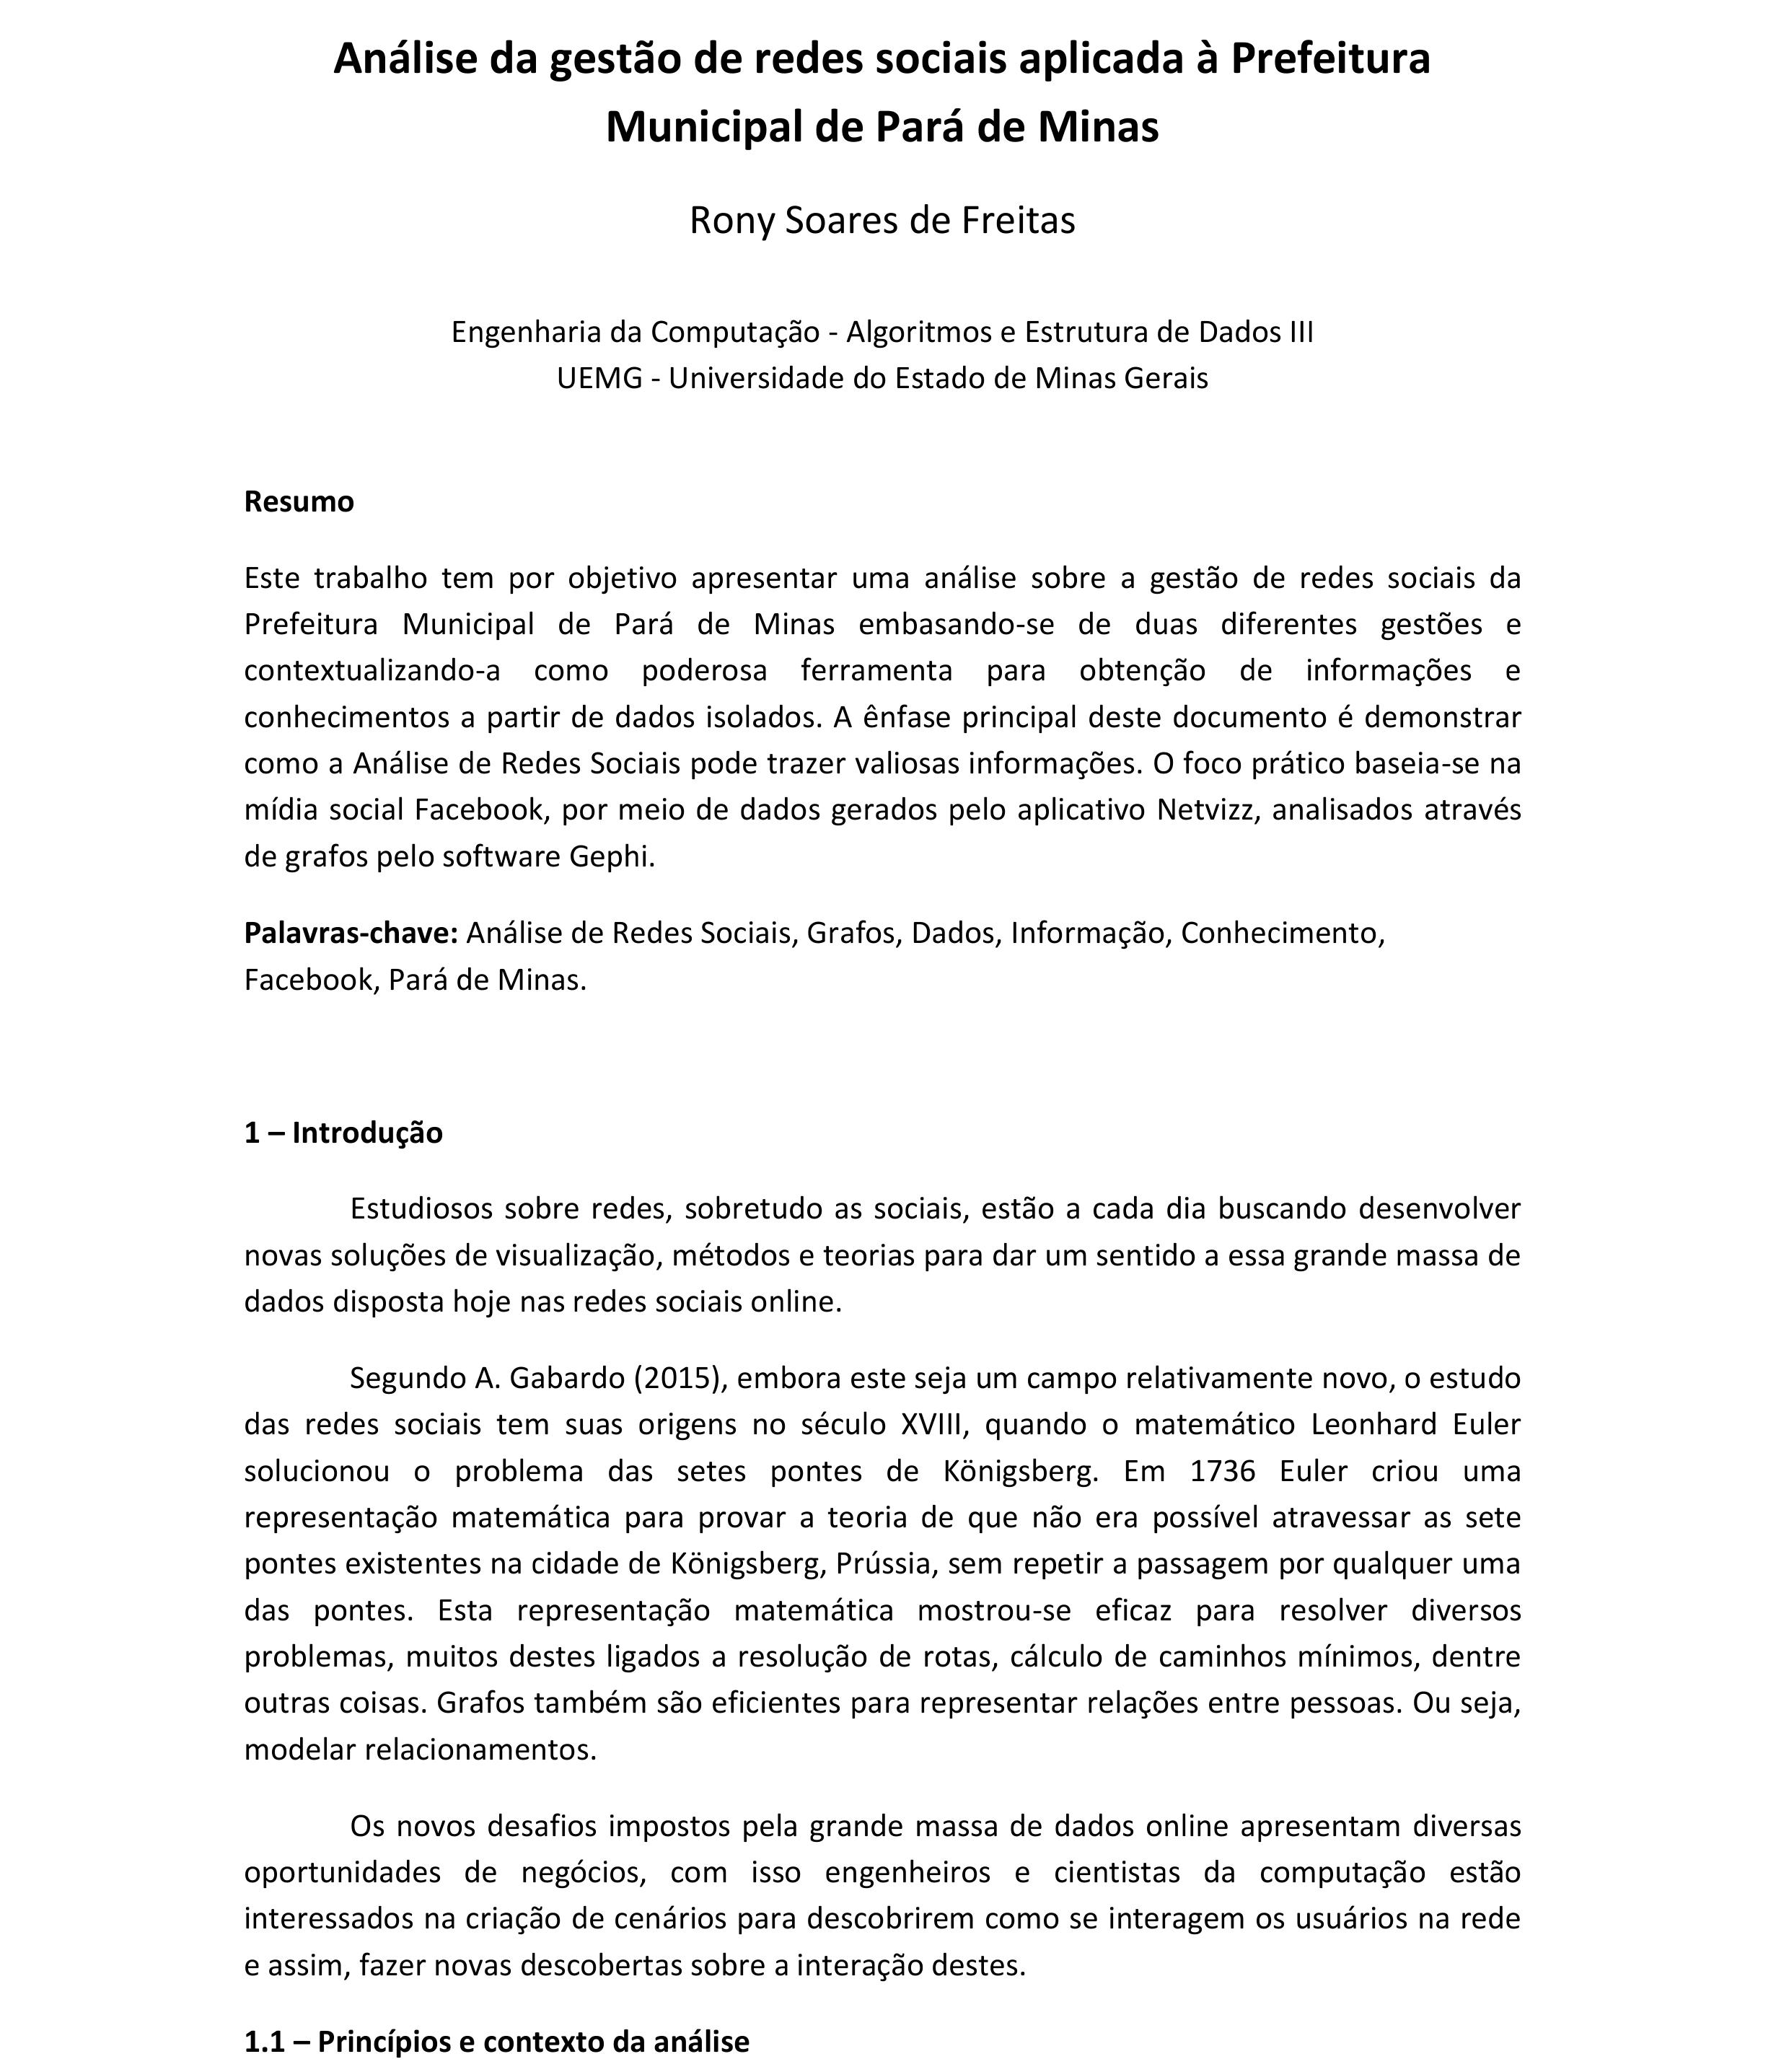 Análise da gestão de redes sociais aplicada à Prefeitura
Municipal de Pará de Minas
Rony Soares de Freitas
Engenharia da Computação - Algoritmos e Estrutura de Dados III
UEMG - Universidade do Estado de Minas Gerais
Resumo
Este trabalho tem por objetivo apresentar uma análise sobre a gestão de redes sociais da
Prefeitura Municipal de Pará de Minas embasando-se de duas diferentes gestões e
contextualizando-a como poderosa ferramenta para obtenção de informações e
conhecimentos a partir de dados isolados. A ênfase principal deste documento é demonstrar
como a Análise de Redes Sociais pode trazer valiosas informações. O foco prático baseia-se na
mídia social Facebook, por meio de dados gerados pelo aplicativo Netvizz, analisados através
de grafos pelo software Gephi.
Palavras-chave: Análise de Redes Sociais, Grafos, Dados, Informação, Conhecimento,
Facebook, Pará de Minas.
1 – Introdução
Estudiosos sobre redes, sobretudo as sociais, estão a cada dia buscando desenvolver
novas soluções de visualização, métodos e teorias para dar um sentido a essa grande massa de
dados disposta hoje nas redes sociais online.
Segundo A. Gabardo (2015), embora este seja um campo relativamente novo, o estudo
das redes sociais tem suas origens no século XVIII, quando o matemático Leonhard Euler
solucionou o problema das setes pontes de Königsberg. Em 1736 Euler criou uma
representação matemática para provar a teoria de que não era possível atravessar as sete
pontes existentes na cidade de Königsberg, Prússia, sem repetir a passagem por qualquer uma
das pontes. Esta representação matemática mostrou-se eficaz para resolver diversos
problemas, muitos destes ligados a resolução de rotas, cálculo de caminhos mínimos, dentre
outras coisas. Grafos também são eficientes para representar relações entre pessoas. Ou seja,
modelar relacionamentos.
Os novos desafios impostos pela grande massa de dados online apresentam diversas
oportunidades de negócios, com isso engenheiros e cientistas da computação estão
interessados na criação de cenários para descobrirem como se interagem os usuários na rede
e assim, fazer novas descobertas sobre a interação destes.
1.1 – Princípios e contexto da análise